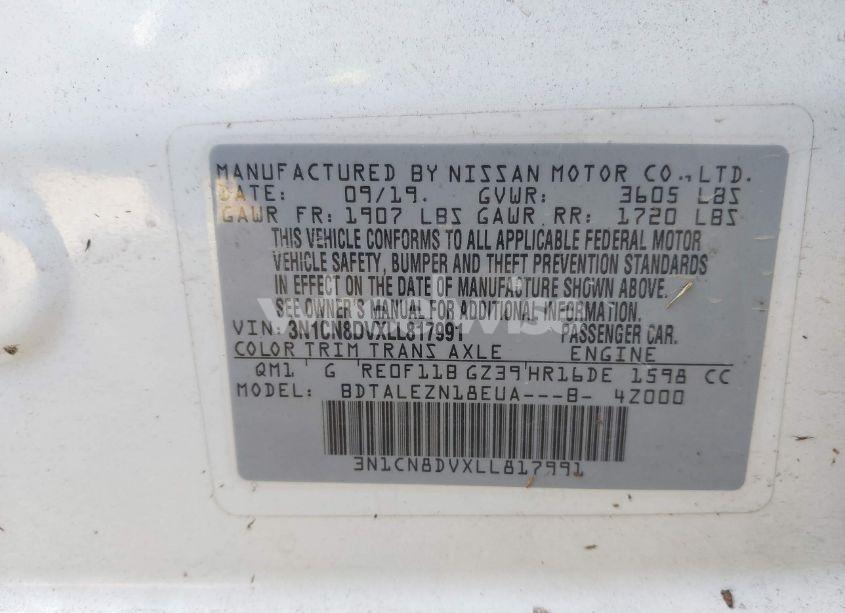 MANUFACTURED BY NISSAN MOTOR CO.,LTD.
DATE: 09/19. GVWR: 3605 LBS
GAWR FR: 1907 LBS GAWR RR: 1720 LBS
THIS VEHICLE CONFORMS TO ALL APPLICABLE FEDERAL MOTOR
VEHICLE SAFETY, BUMPER AND THEFT PREVENTION STANDARDS
IN EFFECT ON THE DATE OF MANUFACTURE SHOWN ABOVE.
SEE OWNER'S MANUAL FOR ADDITIONAL INFORMATION.
VIN: 3N1CN8DVXLL817991 PASSENGER CAR.
COLOR TRIM TRANS AXLE ENGINE
QM1 G RE0F11B GZ39 HR16DE 1598 CC
BDTALEZN18EUA---B- 4Z000
3N1CN8DVXLL817991